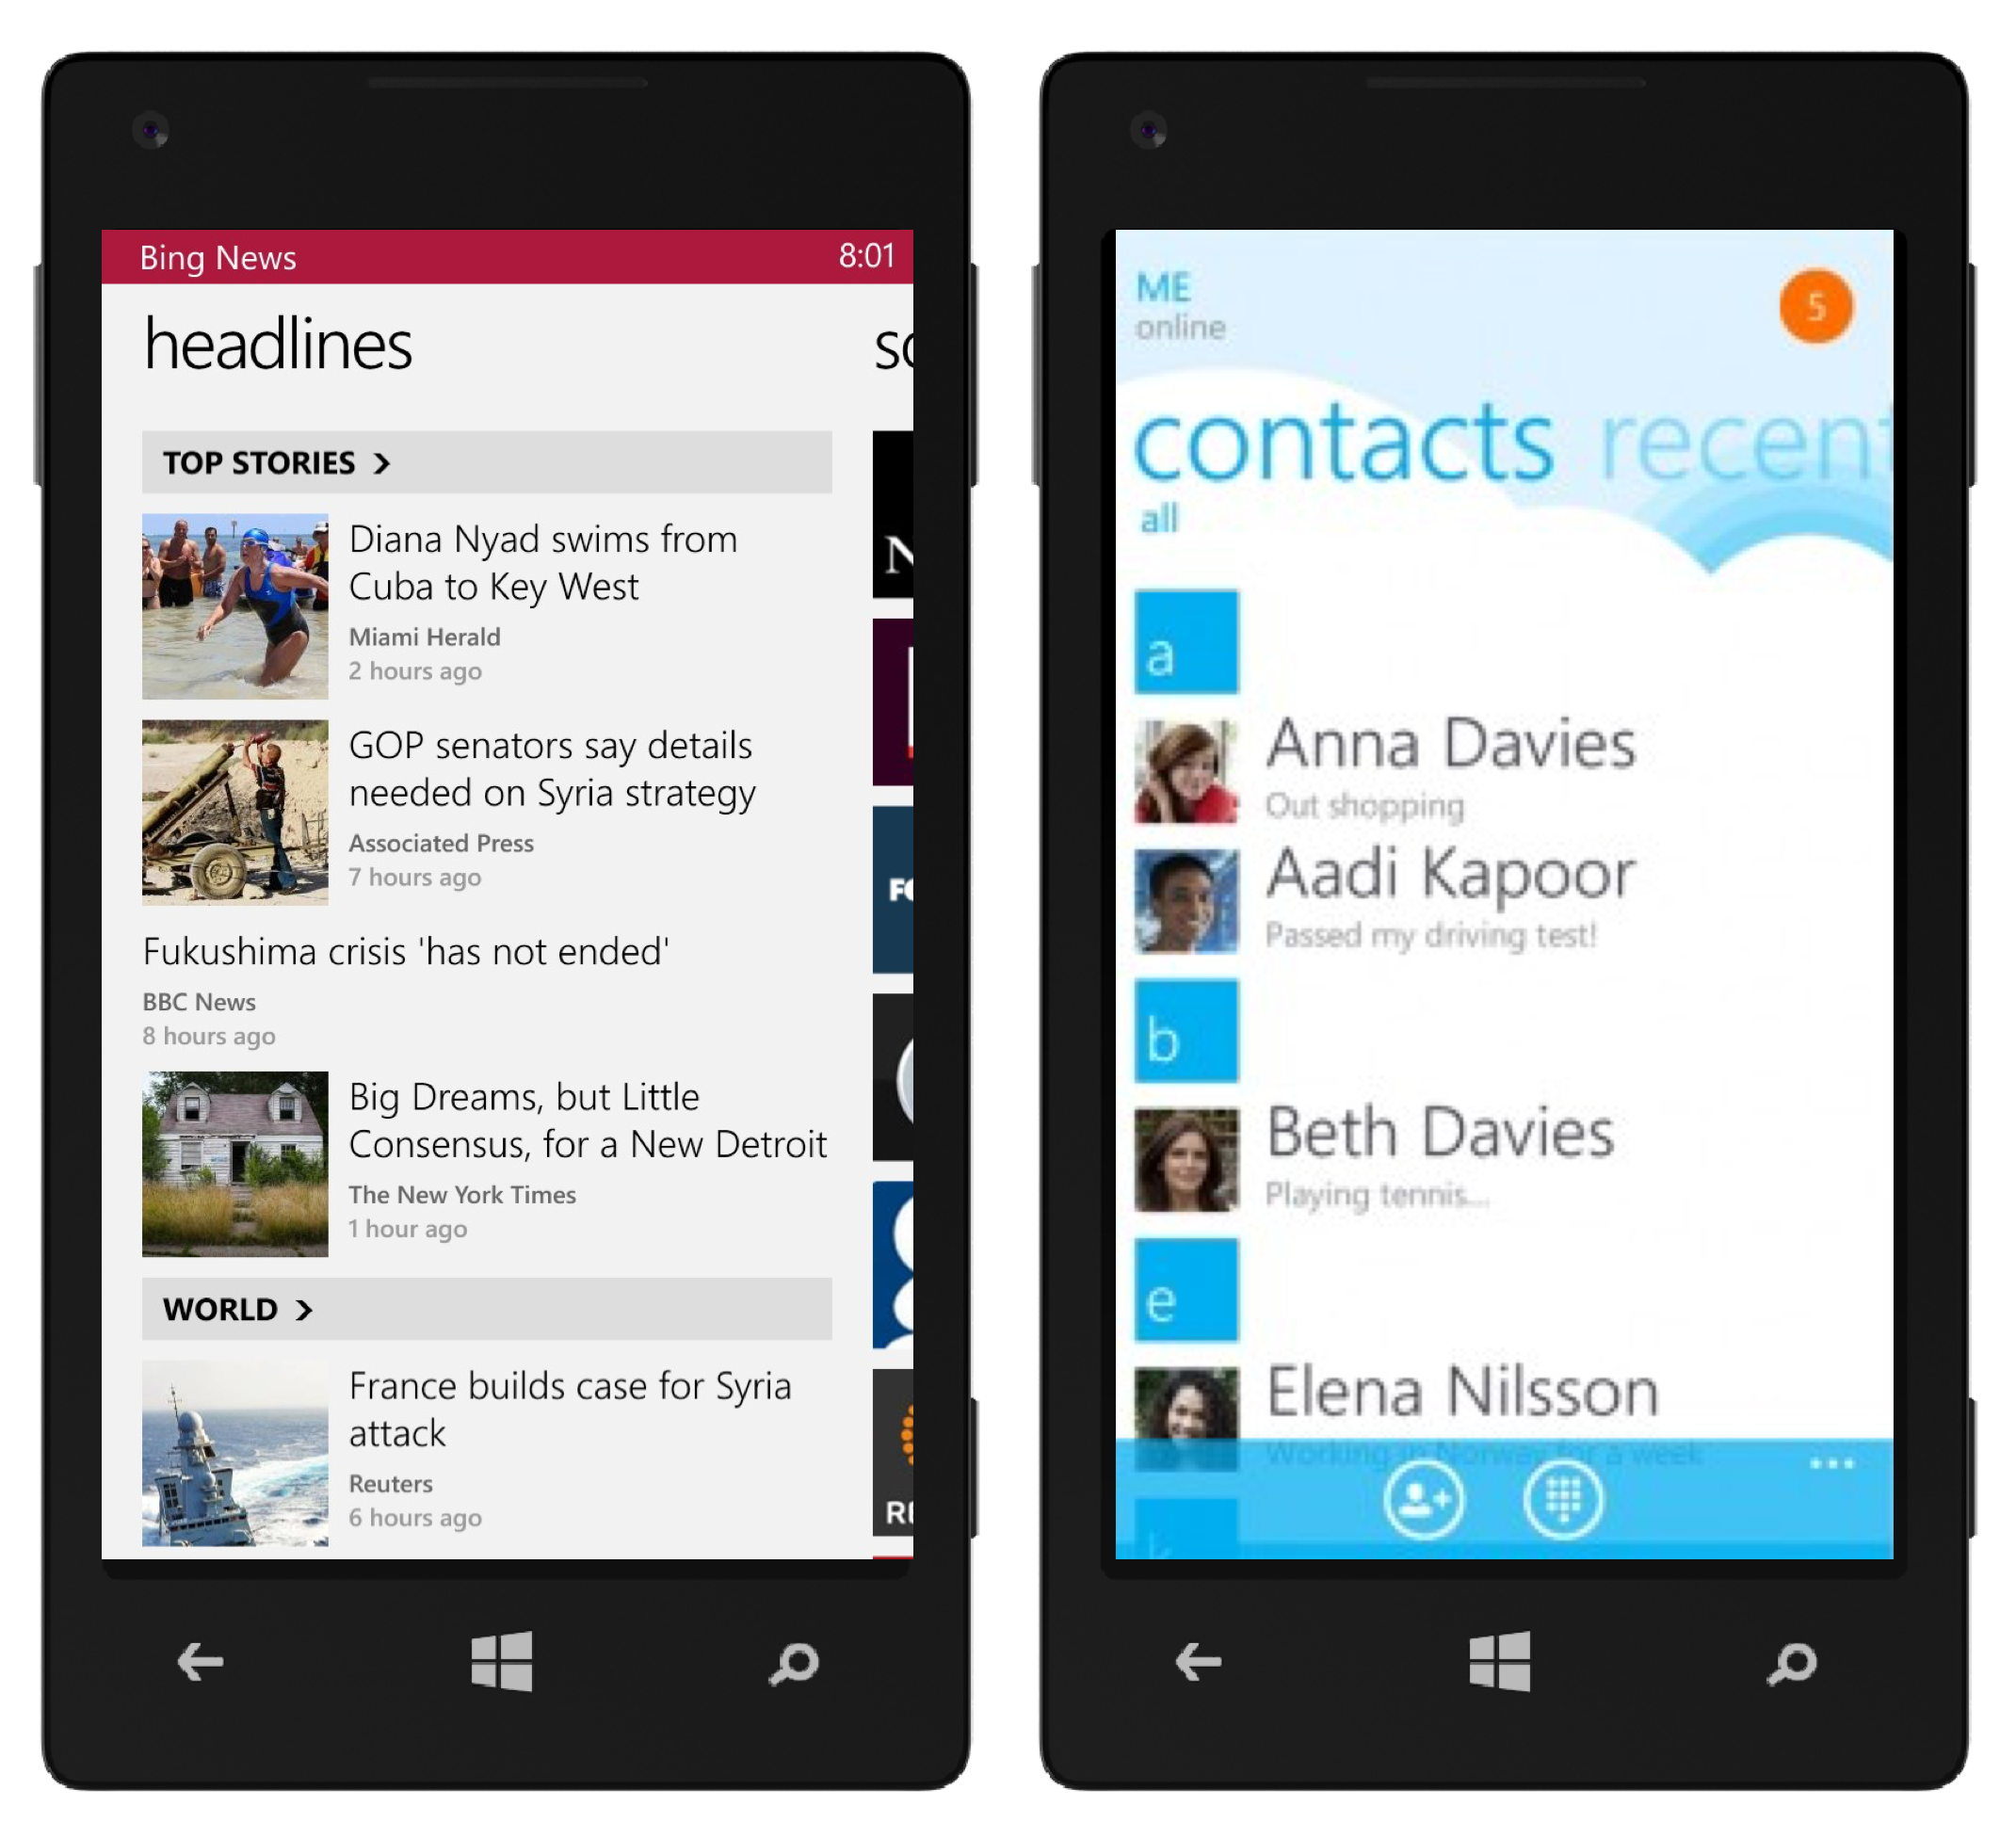 Bing News 8:01
headlines
so
TOP STORIES
Diana Nyad swims from
Cuba to Key West
Miami Herald
2 hours ago
GOP senators say details
needed on Syria strategy
Associated Press
7 hours ago
Fukushima crisis 'has not ended'
BBC News
8 hours ago
Big Dreams, but Little
Consensus, for a New Detroit
The New York Times
1 hour ago
WORLD
France builds case for Syria
attack
Reuters
6 hours ago
N
FO
RE
ME
online
5
contacts recent
all
a
Anna Davies
Out shopping
Aadi Kapoor
Passed my driving test!
b
Beth Davies
Playing tennis...
e
Elena Nilsson
Working in Norway for a week
k